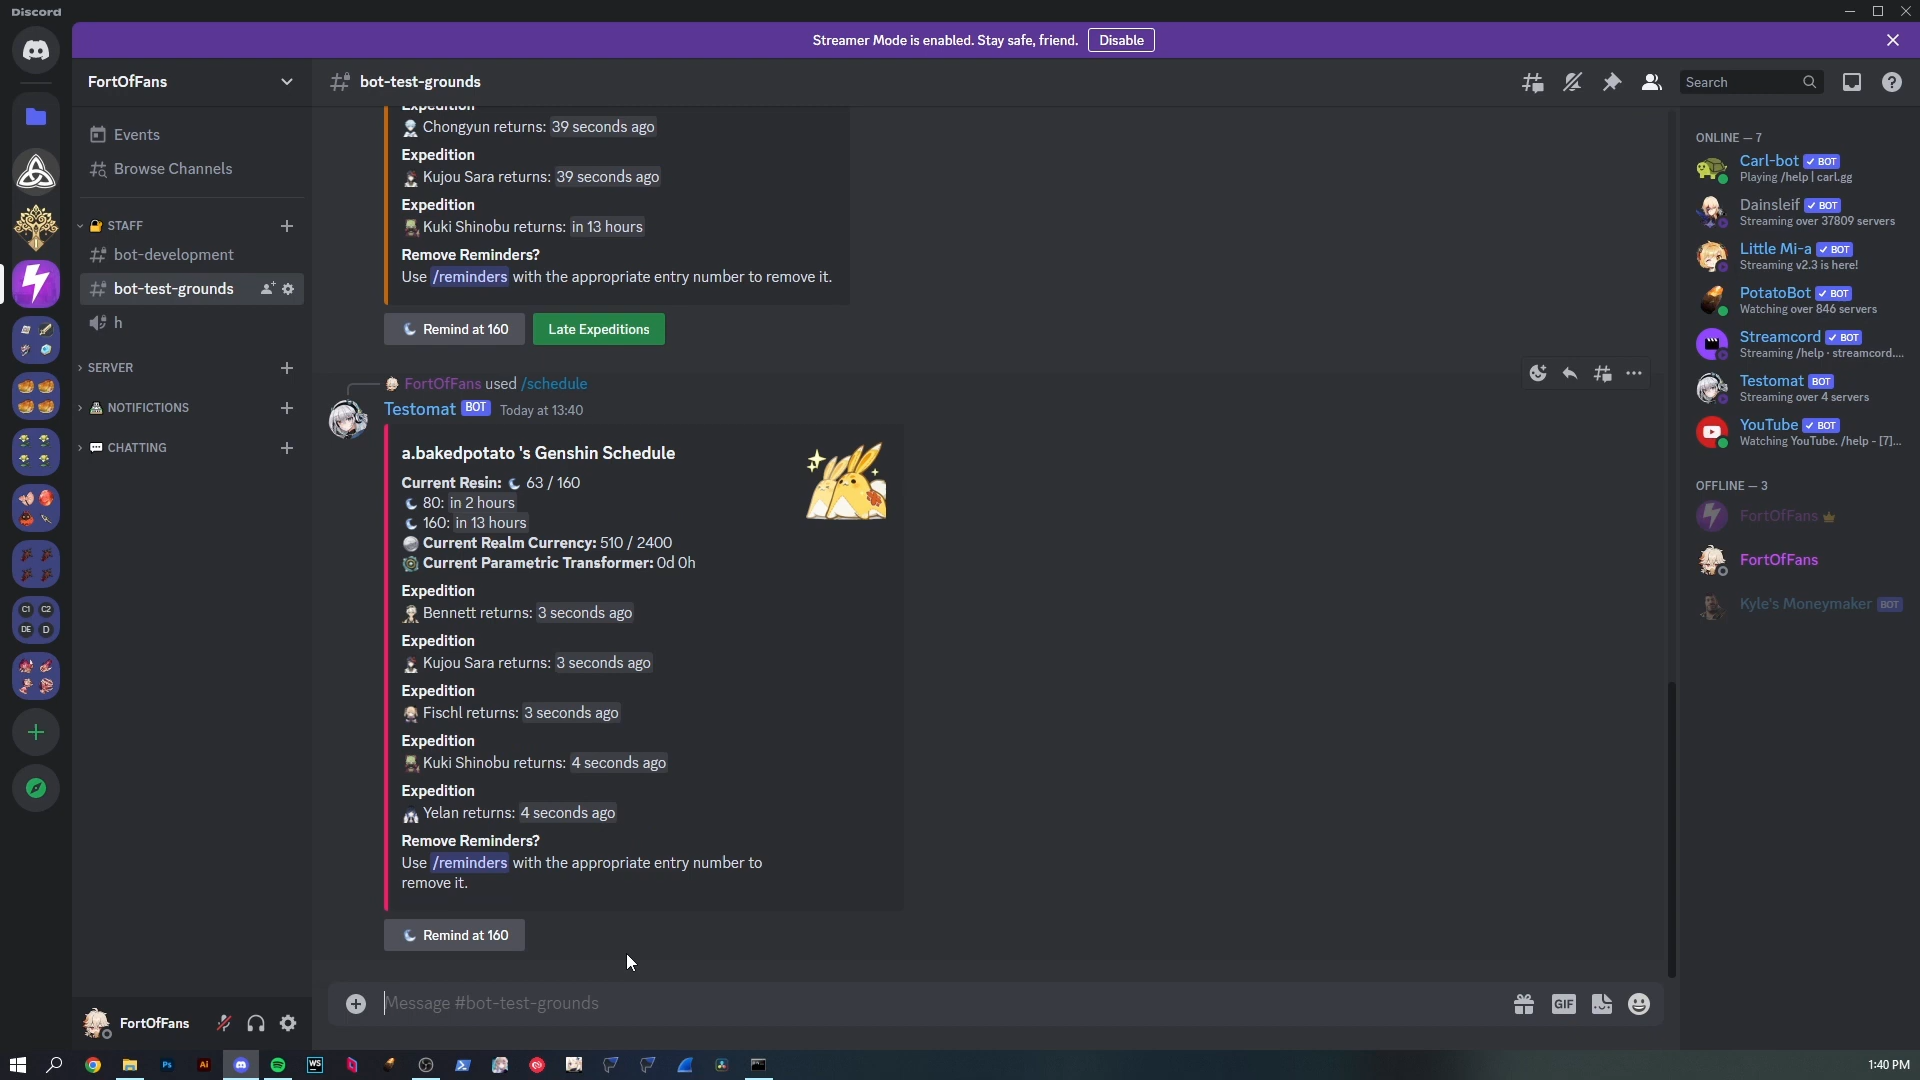 Discord
Streamer Mode is enabled. Stay safe, friend.
Disable
FortOfFans
bot-test-grounds
Search
Events
Browse Channels
STAFF
bot-development
bot-test-grounds
h
SERVER
NOTIFICTIONS
CHATTING
C1 C2
DE D
Expedition
Chongyun returns: 39 seconds ago
Expedition
Kujou Sara returns: 39 seconds ago
Expedition
Kuki Shinobu returns: in 13 hours
Remove Reminders?
Use /reminders with the appropriate entry number to remove it.
Remind at 160
Late Expeditions
FortOfFans used /schedule
Testomat BOT Today at 13:40
a.bakedpotato 's Genshin Schedule
Current Resin: 63 / 160
80: in 2 hours
160: in 13 hours
Current Realm Currency: 510 / 2400
Current Parametric Transformer: 0d 0h
Expedition
Bennett returns: 3 seconds ago
Expedition
Kujou Sara returns: 3 seconds ago
Expedition
Fischl returns: 3 seconds ago
Expedition
Kuki Shinobu returns: 4 seconds ago
Expedition
Yelan returns: 4 seconds ago
Remove Reminders?
Use /reminders with the appropriate entry number to
remove it.
Remind at 160
Message #bot-test-grounds
GIF
ONLINE — 7
Carl-bot BOT
Playing /help | carl.gg
Dainsleif BOT
Streaming over 37809 servers
Little Mi-a BOT
Streaming v2.3 is here!
PotatoBot BOT
Watching over 846 servers
Streamcord BOT
Streaming /help · streamcord....
Testomat BOT
Streaming over 4 servers
YouTube BOT
Watching YouTube. /help - [7]...
OFFLINE — 3
FortOfFans
FortOfFans
Kyle's Moneymaker BOT
FortOfFans
Ps
Ai
WS
1:40 PM